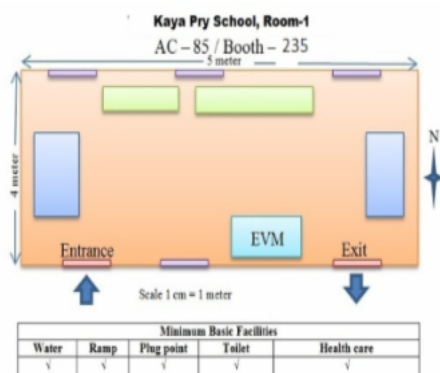 Kaya Pry School, Room-1
AC – 85 / Booth – 235
5 meter
4 meter
N
EVM
Entrance
Exit
Scale 1 cm = 1 meter
Minimum Basic Facilities
Water Ramp Plug point Toilet Health care
√ √ √ √ √